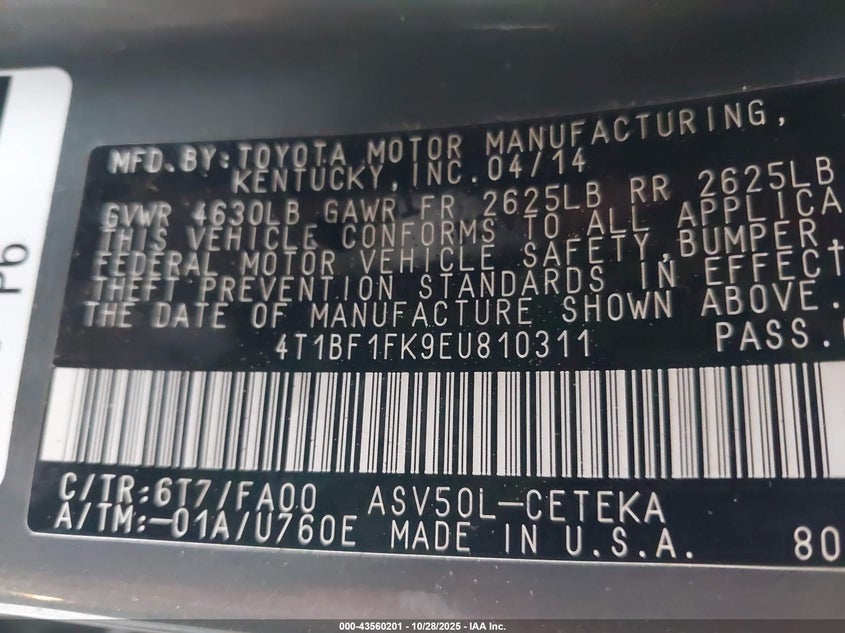 MFD. BY: TOYOTA MOTOR MANUFACTURING,
KENTUCKY, INC. 04/14
GVWR 4630LB GAWR FR 2625LB RR 2625LB
THIS VEHICLE CONFORMS TO ALL APPLICA
FEDERAL MOTOR VEHICLE SAFETY, BUMPER,
THEFT PREVENTION STANDARDS IN EFFECT
THE DATE OF MANUFACTURE SHOWN ABOVE.
4T1BF1FK9EU810311 PASS.
C/TR:6T7/FA00 ASV50L-CETEKA
A/TM:-01A/U760E MADE IN U.S.A. 80
P6
000-43560201 | 10/28/2025 | IAA Inc.